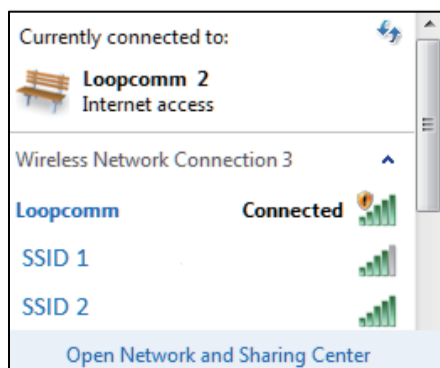 Currently connected to:
Loopcomm 2
Internet access
Wireless Network Connection 3
Loopcomm Connected
SSID 1
SSID 2
Open Network and Sharing Center